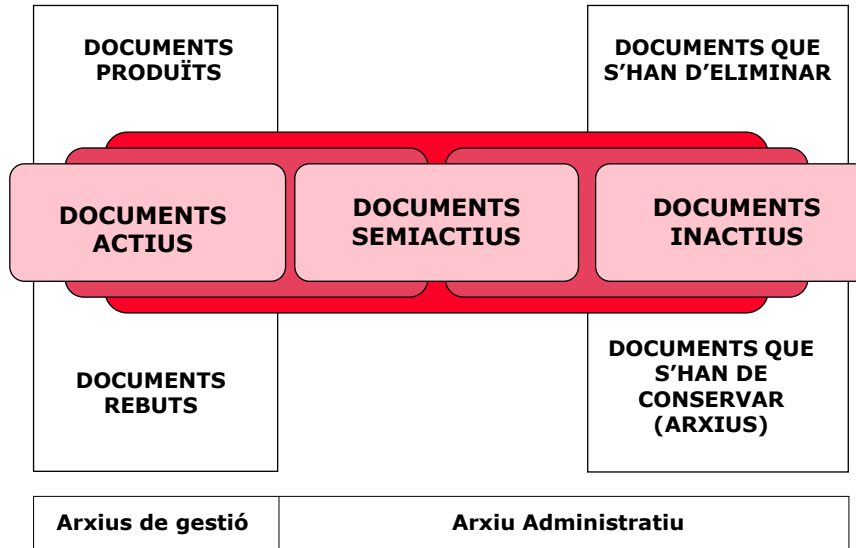 DOCUMENTS
PRODUÏTS
DOCUMENTS QUE
S'HAN D'ELIMINAR
DOCUMENTS
ACTIUS
DOCUMENTS
SEMIACTIUS
DOCUMENTS
INACTIUS
DOCUMENTS
REBUTS
DOCUMENTS QUE
S'HAN DE
CONSERVAR
(ARXIUS)
Arxius de gestió
Arxiu Administratiu